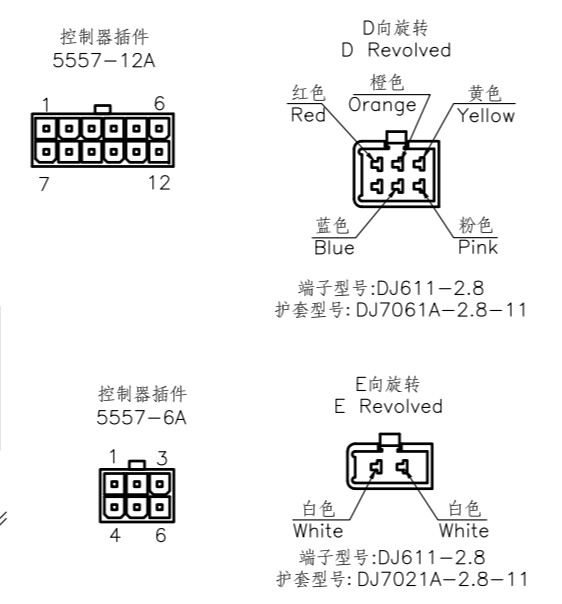 控制器插件
5557-12A
1 6
7 12
D向旋转
D Revolved
红色
Red
橙色
Orange
黄色
Yellow
蓝色
Blue
粉色
Pink
端子型号:DJ611-2.8
护套型号: DJ7061A-2.8-11
控制器插件
5557-6A
1 3
4 6
E向旋转
E Revolved
白色
White
白色
White
端子型号:DJ611-2.8
护套型号: DJ7021A-2.8-11